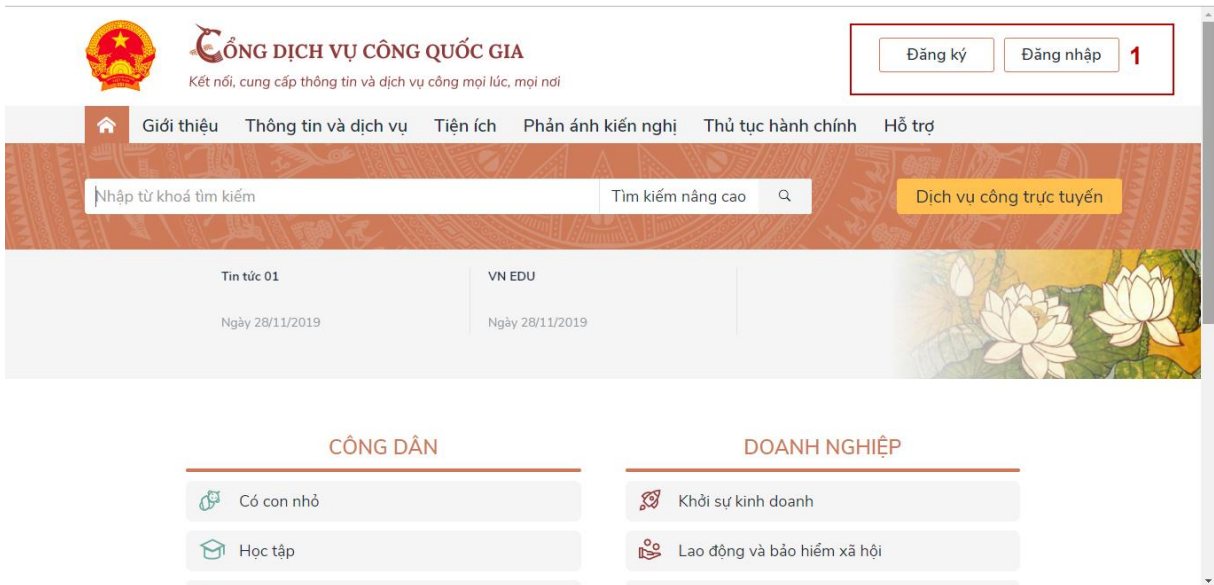 CỔNG DỊCH VỤ CÔNG QUỐC GIA
Kết nối, cung cấp thông tin và dịch vụ công mọi lúc, mọi nơi
Đăng ký Đăng nhập 1
Giới thiệu Thông tin và dịch vụ Tiện ích Phản ánh kiến nghị Thủ tục hành chính Hỗ trợ
Nhập từ khoá tìm kiếm Tìm kiếm nâng cao Dịch vụ công trực tuyến
Tin tức 01 VN EDU
Ngày 28/11/2019 Ngày 28/11/2019
CÔNG DÂN DOANH NGHIỆP
Có con nhỏ Khởi sự kinh doanh
Học tập Lao động và bảo hiểm xã hội